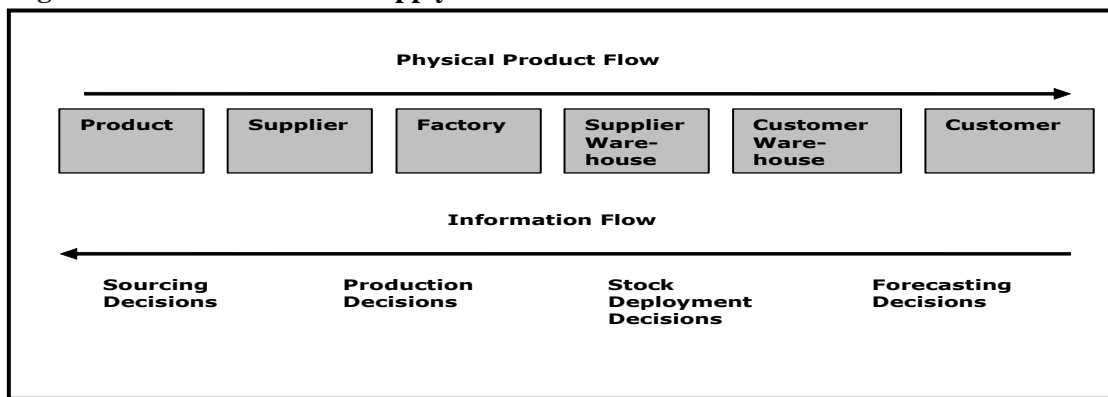 pply
Physical Product Flow
Product
Supplier
Factory
Supplier
Ware-
house
Customer
Ware-
house
Customer
Information Flow
Sourcing
Decisions
Production
Decisions
Stock
Deployment
Decisions
Forecasting
Decisions